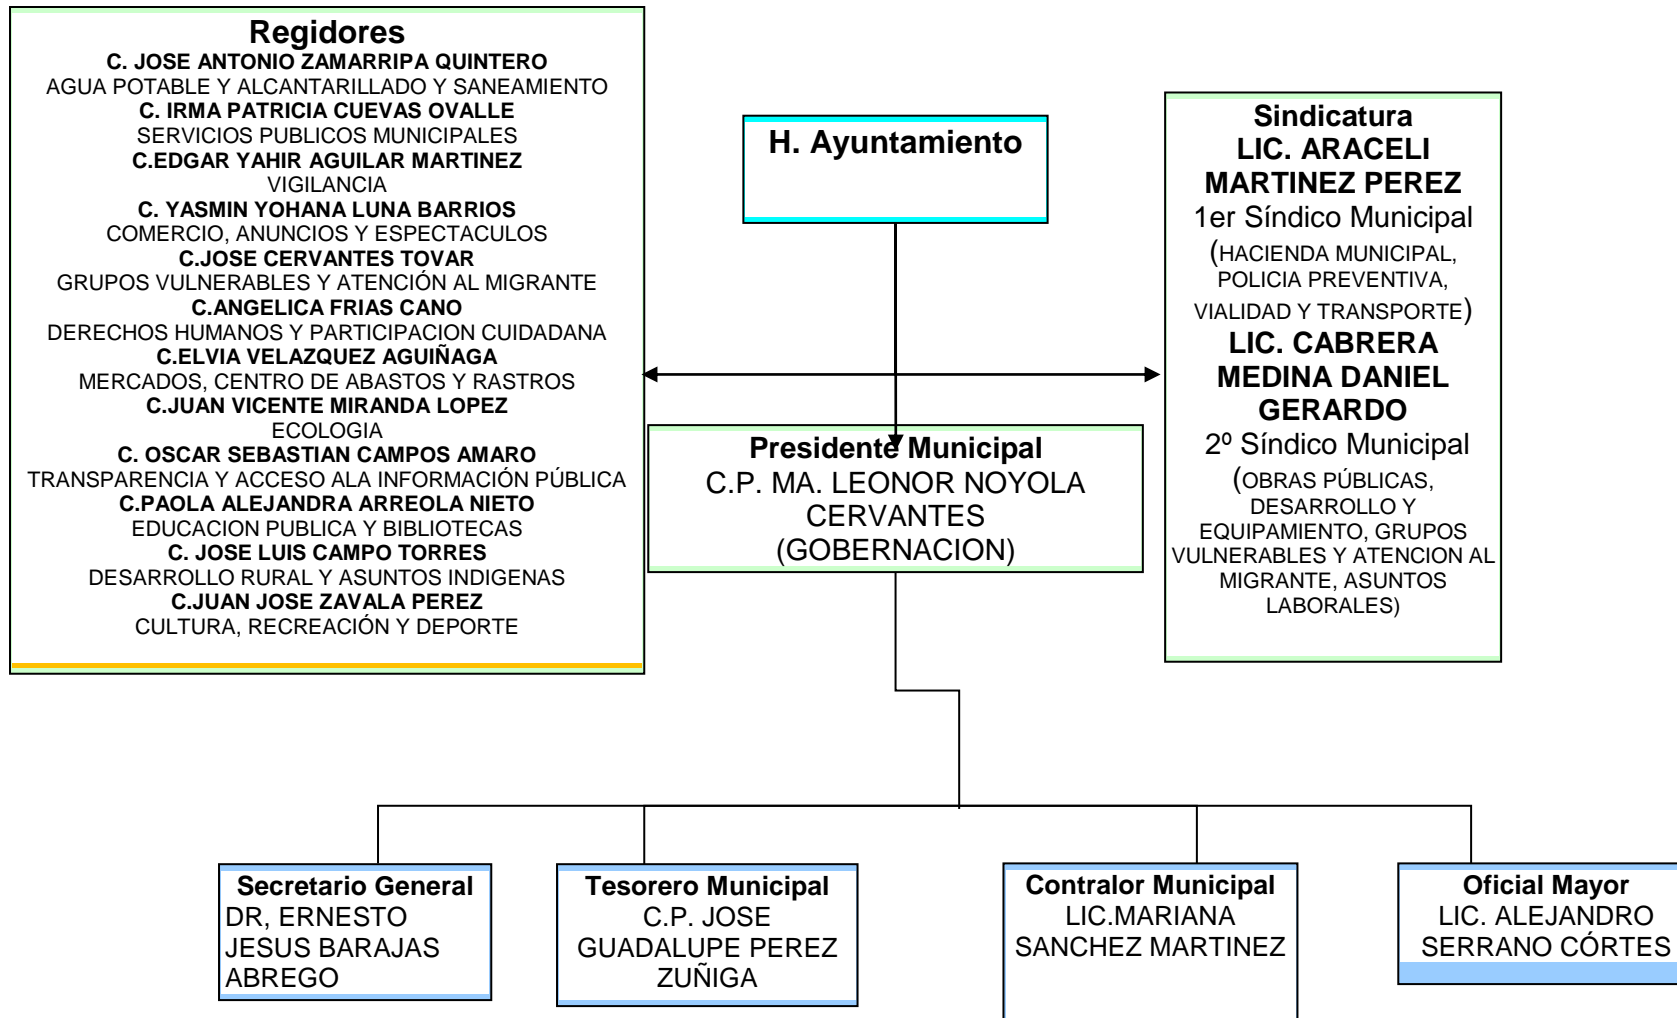 Regidores
C. JOSE ANTONIO ZAMARRIPA QUINTERO
AGUA POTABLE Y ALCANTARILLADO Y SANEAMIENTO
C. IRMA PATRICIA CUEVAS OVALLE
SERVICIOS PUBLICOS MUNICIPALES
C.EDGAR YAHIR AGUILAR MARTINEZ
VIGILANCIA
C. YASMIN YOHANA LUNA BARRIOS
COMERCIO, ANUNCIOS Y ESPECTACULOS
C.JOSE CERVANTES TOVAR
GRUPOS VULNERABLES Y ATENCIÓN AL MIGRANTE
C.ANGELICA FRIAS CANO
DERECHOS HUMANOS Y PARTICIPACION CUIDADANA
C.ELVIA VELAZQUEZ AGUIÑAGA
MERCADOS, CENTRO DE ABASTOS Y RASTROS
C.JUAN VICENTE MIRANDA LOPEZ
ECOLOGIA
C. OSCAR SEBASTIAN CAMPOS AMARO
TRANSPARENCIA Y ACCESO ALA INFORMACIÓN PÚBLICA
C.PAOLA ALEJANDRA ARREOLA NIETO
EDUCACION PUBLICA Y BIBLIOTECAS
C. JOSE LUIS CAMPO TORRES
DESARROLLO RURAL Y ASUNTOS INDIGENAS
C.JUAN JOSE ZAVALA PEREZ
CULTURA, RECREACIÓN Y DEPORTE
H. Ayuntamiento
Sindicatura
LIC. ARACELI
MARTINEZ PEREZ
1er Síndico Municipal
(HACIENDA MUNICIPAL,
POLICIA PREVENTIVA,
VIALIDAD Y TRANSPORTE)
LIC. CABRERA
MEDINA DANIEL
GERARDO
2º Síndico Municipal
(OBRAS PÚBLICAS,
DESARROLLO Y
EQUIPAMIENTO, GRUPOS
VULNERABLES Y ATENCION AL
MIGRANTE, ASUNTOS
LABORALES)
Presidente Municipal
C.P. MA. LEONOR NOYOLA
CERVANTES
(GOBERNACION)
Secretario General
DR, ERNESTO
JESUS BARAJAS
ABREGO
Tesorero Municipal
C.P. JOSE
GUADALUPE PEREZ
ZUÑIGA
Contralor Municipal
LIC.MARIANA
SANCHEZ MARTINEZ
Oficial Mayor
LIC. ALEJANDRO
SERRANO CÓRTES